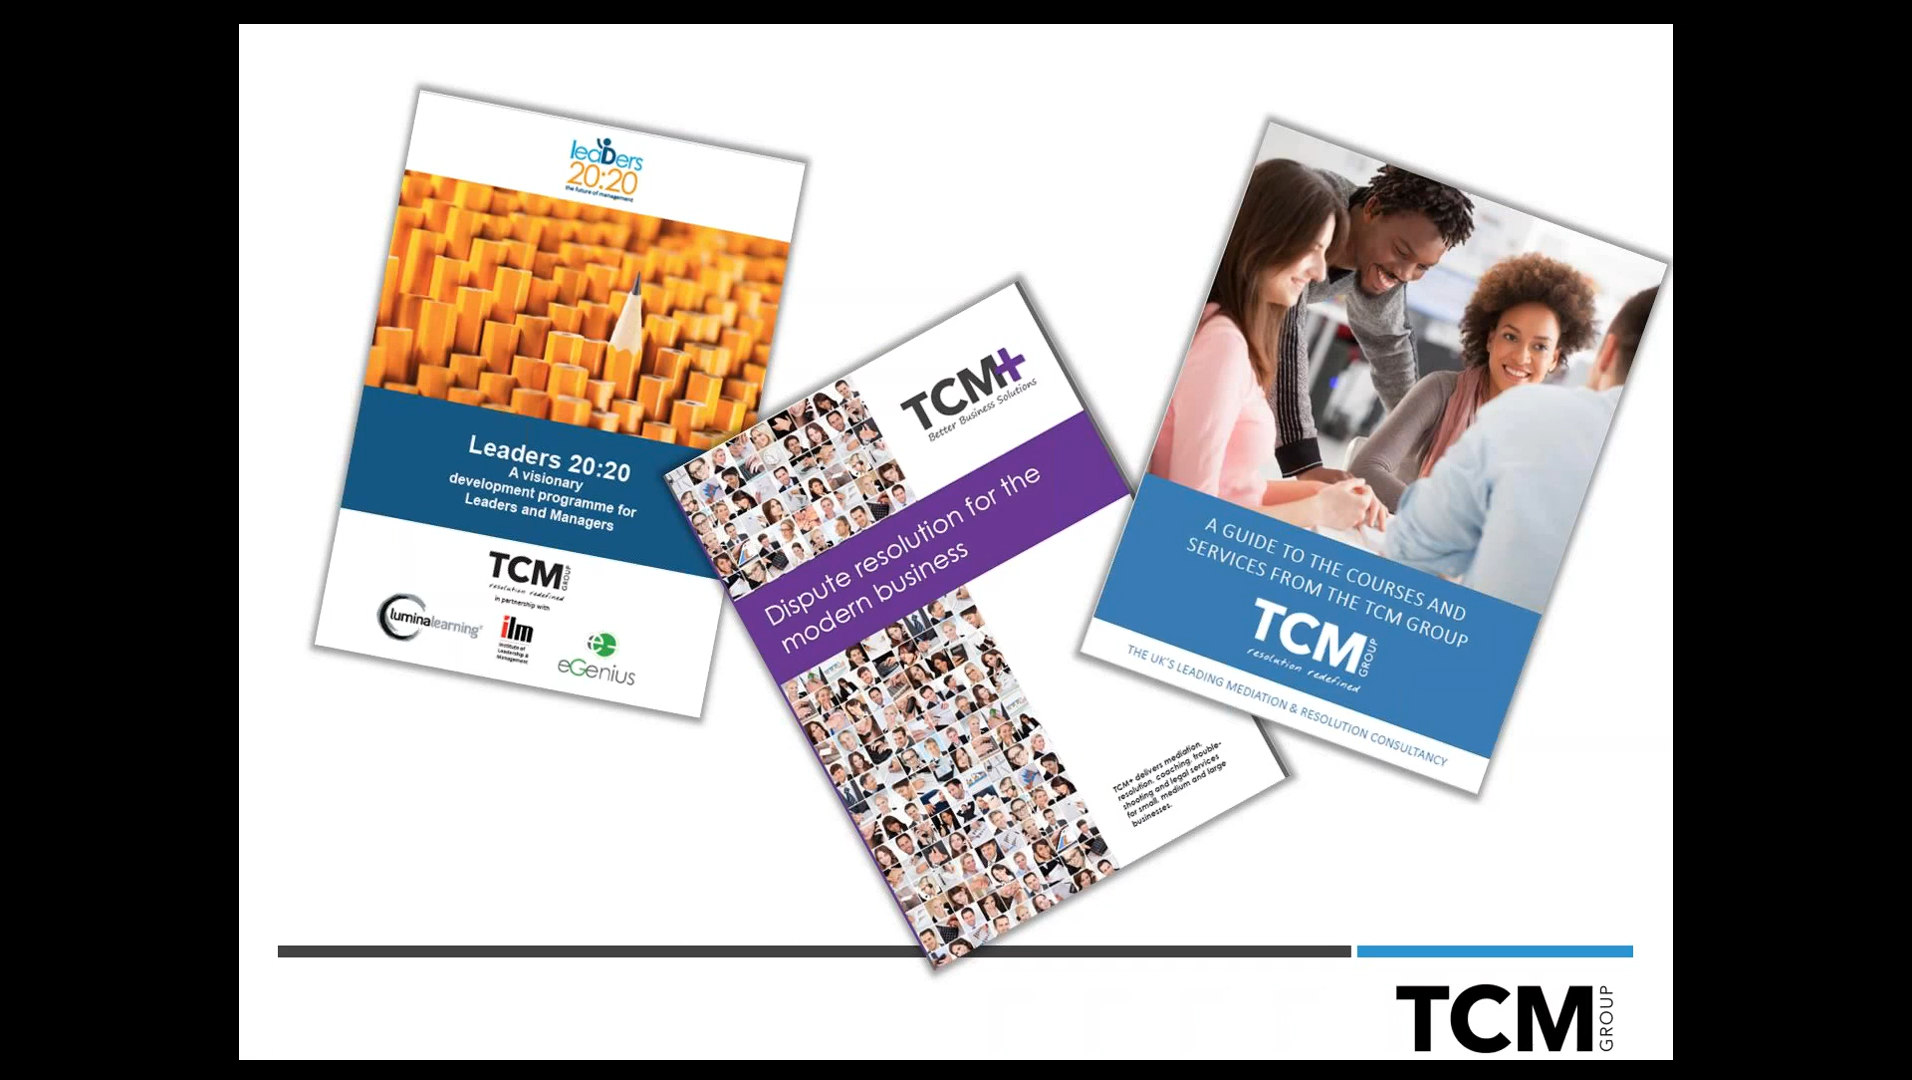 leaDers
20:20
the future of management
Leaders 20:20
A visionary
development programme for
Leaders and Managers
TCM GROUP
resolution redefined
in partnership with
luminalearning
ilm
Institute of
Leadership &
Management
eGenius
TCM+
Better Business Solutions
Dispute resolution for the
modern business
TCM+ delivers mediation,
resolution, coaching, trouble-
shooting and legal services
for small, medium and large
businesses.
A GUIDE TO THE COURSES AND
SERVICES FROM THE TCM GROUP
TCM GROUP
resolution redefined
THE UK'S LEADING MEDIATION & RESOLUTION CONSULTANCY
TCM GROUP